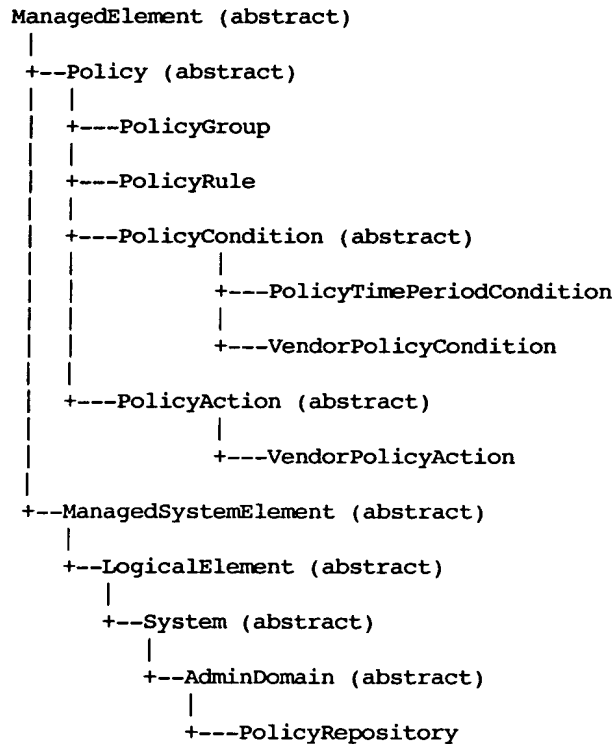 ManagedElement (abstract)
|
+--Policy (abstract)
| |
| +---PolicyGroup
| |
| +---PolicyRule
| |
| +---PolicyCondition (abstract)
| | |
| | +---PolicyTimePeriodCondition
| | |
| | +---VendorPolicyCondition
| |
| +---PolicyAction (abstract)
| |
| +---VendorPolicyAction
|
+--ManagedSystemElement (abstract)
|
+--LogicalElement (abstract)
|
+--System (abstract)
|
+--AdminDomain (abstract)
|
+---PolicyRepository